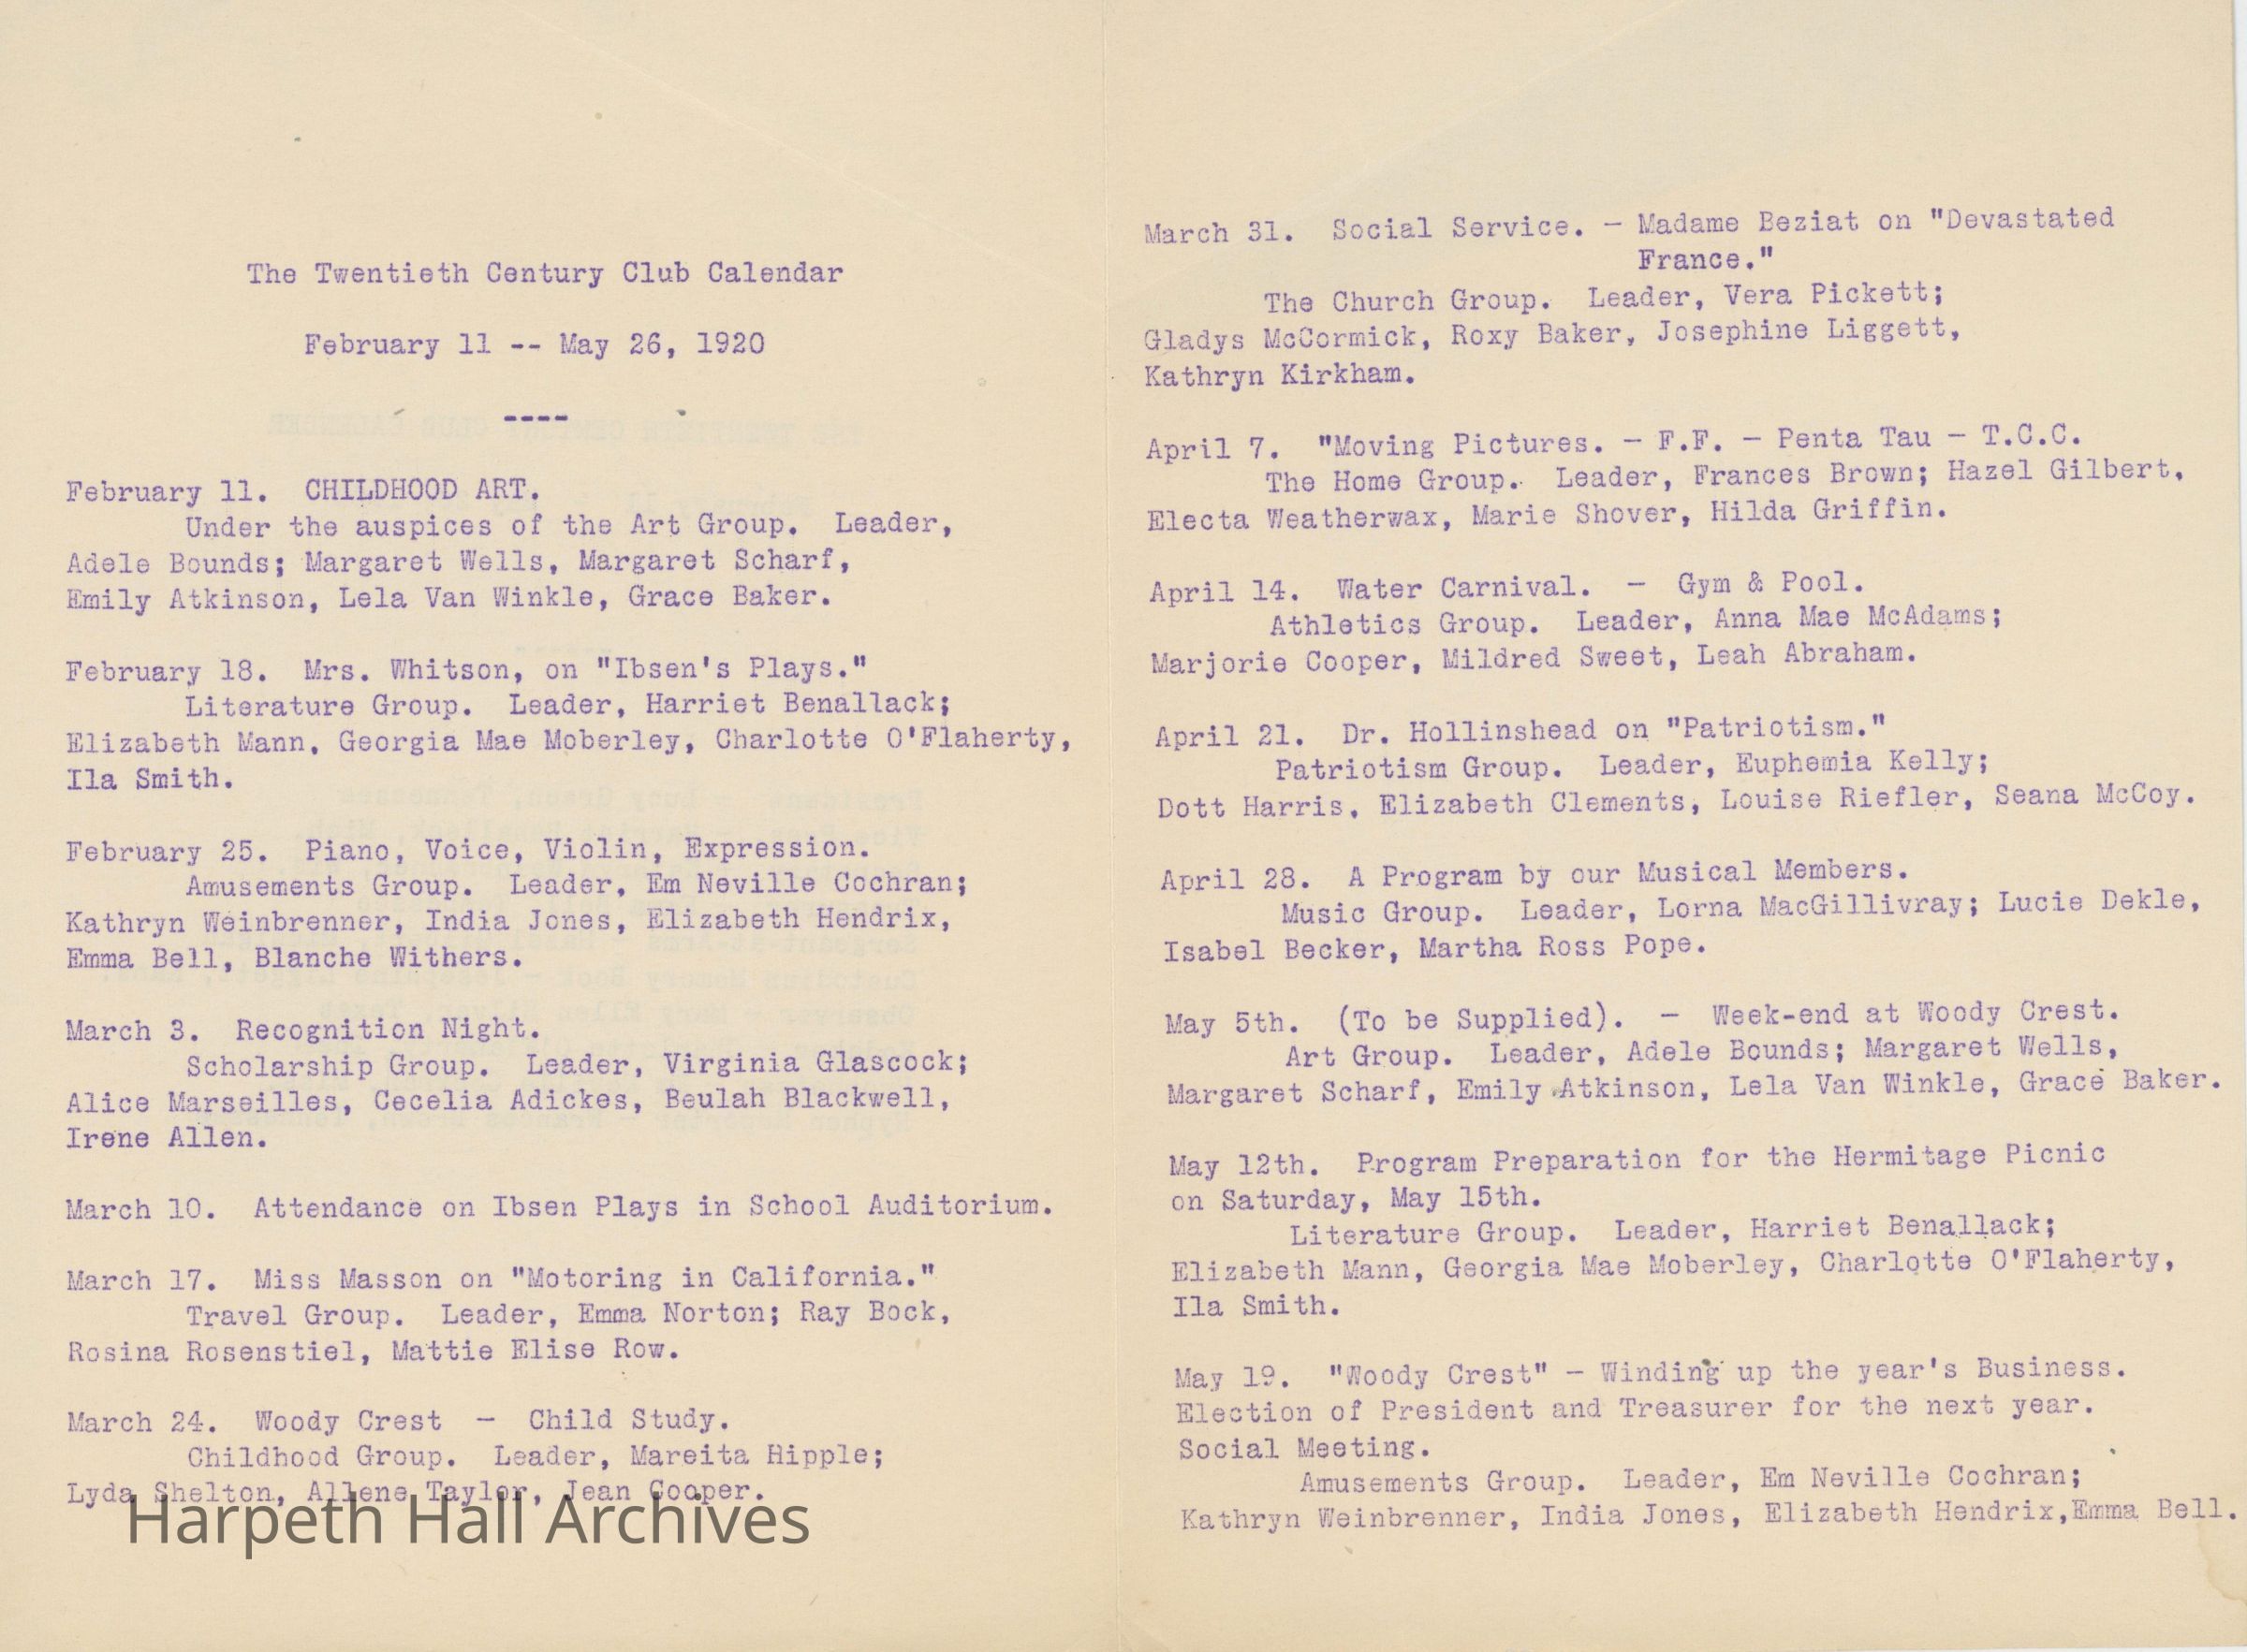 The Twentieth Century Club Calendar
February 11 -- May 26, 1920
----
February 11.  CHILDHOOD ART.
Under the auspices of the Art Group.  Leader,
Adele Bounds; Margaret Wells, Margaret Scharf,
Emily Atkinson, Lela Van Winkle, Grace Baker.
February 18.  Mrs. Whitson, on "Ibsen's Plays."
Literature Group.  Leader, Harriet Benallack;
Elizabeth Mann, Georgia Mae Moberley, Charlotte O'Flaherty,
Ila Smith.
February 25.  Piano, Voice, Violin, Expression.
Amusements Group.  Leader, Em Neville Cochran;
Kathryn Weinbrenner, India Jones, Elizabeth Hendrix,
Emma Bell, Blanche Withers.
March 3.  Recognition Night.
Scholarship Group.  Leader, Virginia Glascock;
Alice Marseilles, Cecelia Adickes, Beulah Blackwell,
Irene Allen.
March 10.  Attendance on Ibsen Plays in School Auditorium.
March 17.  Miss Masson on "Motoring in California."
Travel Group.  Leader, Emma Norton; Ray Bock,
Rosina Rosenstiel, Mattie Elise Row.
March 24.  Woody Crest  -  Child Study.
Childhood Group.  Leader, Mareita Hipple;
Lyda Shelton, Allene Taylor, Jean Cooper.
Harpeth Hall Archives
March 31.  Social Service. - Madame Beziat on "Devastated
France."
The Church Group.  Leader, Vera Pickett;
Gladys McCormick, Roxy Baker, Josephine Liggett,
Kathryn Kirkham.
April 7.  "Moving Pictures. - F.F. - Penta Tau - T.C.C.
The Home Group.  Leader, Frances Brown; Hazel Gilbert,
Electa Weatherwax, Marie Shover, Hilda Griffin.
April 14.  Water Carnival.  -  Gym & Pool.
Athletics Group.  Leader, Anna Mae McAdams;
Marjorie Cooper, Mildred Sweet, Leah Abraham.
April 21.  Dr. Hollinshead on "Patriotism."
Patriotism Group.  Leader, Euphemia Kelly;
Dott Harris, Elizabeth Clements, Louise Riefler, Seana McCoy.
April 28.  A Program by our Musical Members.
Music Group.  Leader, Lorna MacGillivray; Lucie Dekle,
Isabel Becker, Martha Ross Pope.
May 5th.  (To be Supplied).  -  Week-end at Woody Crest.
Art Group.  Leader, Adele Bounds; Margaret Wells,
Margaret Scharf, Emily Atkinson, Lela Van Winkle, Grace Baker.
May 12th.  Program Preparation for the Hermitage Picnic
on Saturday, May 15th.
Literature Group.  Leader, Harriet Benallack;
Elizabeth Mann, Georgia Mae Moberley, Charlotte O'Flaherty,
Ila Smith.
May 19.  "Woody Crest" - Winding up the year's Business.
Election of President and Treasurer for the next year.
Social Meeting.
Amusements Group.  Leader, Em Neville Cochran;
Kathryn Weinbrenner, India Jones, Elizabeth Hendrix,Emma Bell.